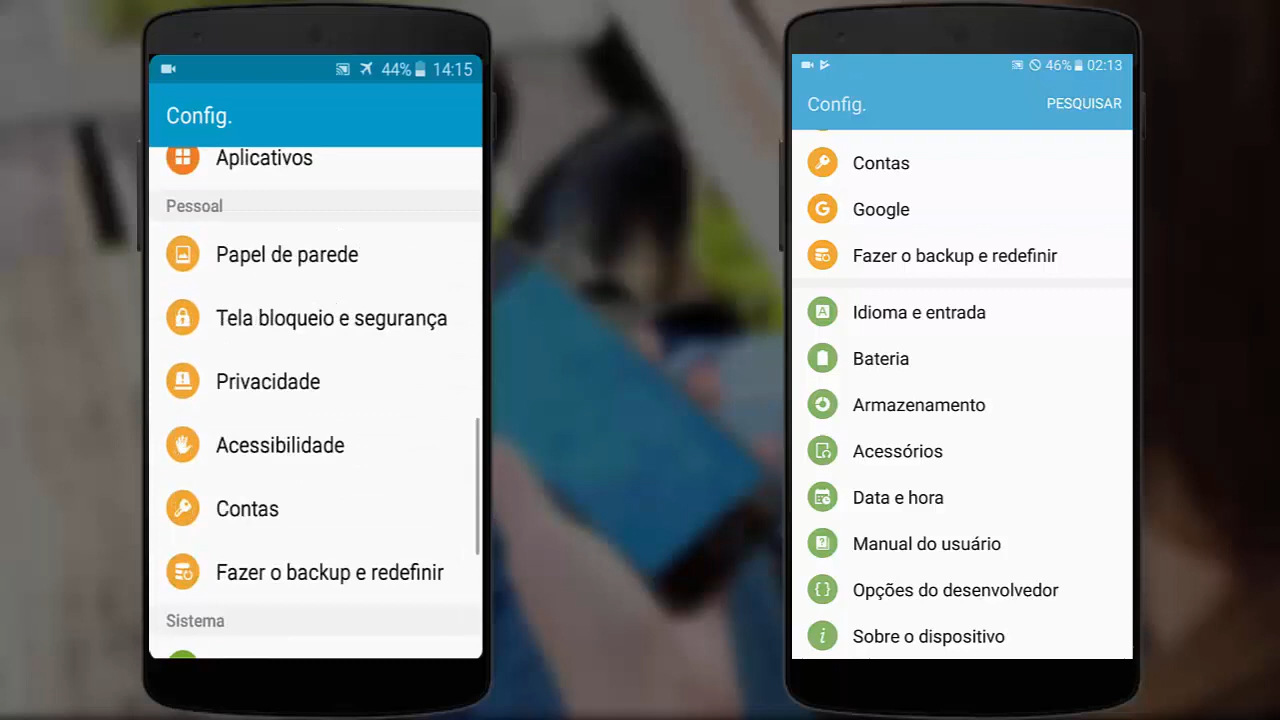 44% 14:15
Config.
Aplicativos
Pessoal
Papel de parede
Tela bloqueio e segurança
Privacidade
Acessibilidade
Contas
Fazer o backup e redefinir
Sistema
46% 02:13
Config. PESQUISAR
Contas
Google
Fazer o backup e redefinir
Idioma e entrada
Bateria
Armazenamento
Acessórios
Data e hora
Manual do usuário
Opções do desenvolvedor
Sobre o dispositivo